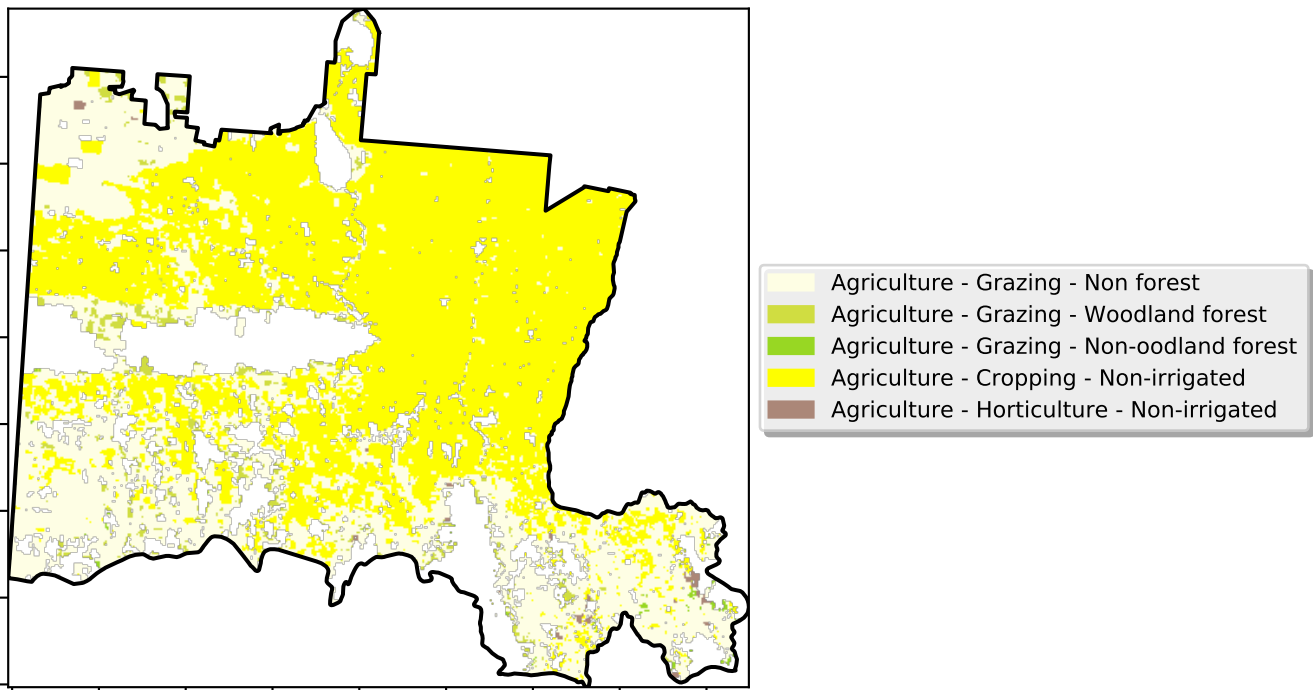 Agriculture - Grazing - Non forest
Agriculture - Grazing - Woodland forest
Agriculture - Grazing - Non-oodland forest
Agriculture - Cropping - Non-irrigated
Agriculture - Horticulture - Non-irrigated